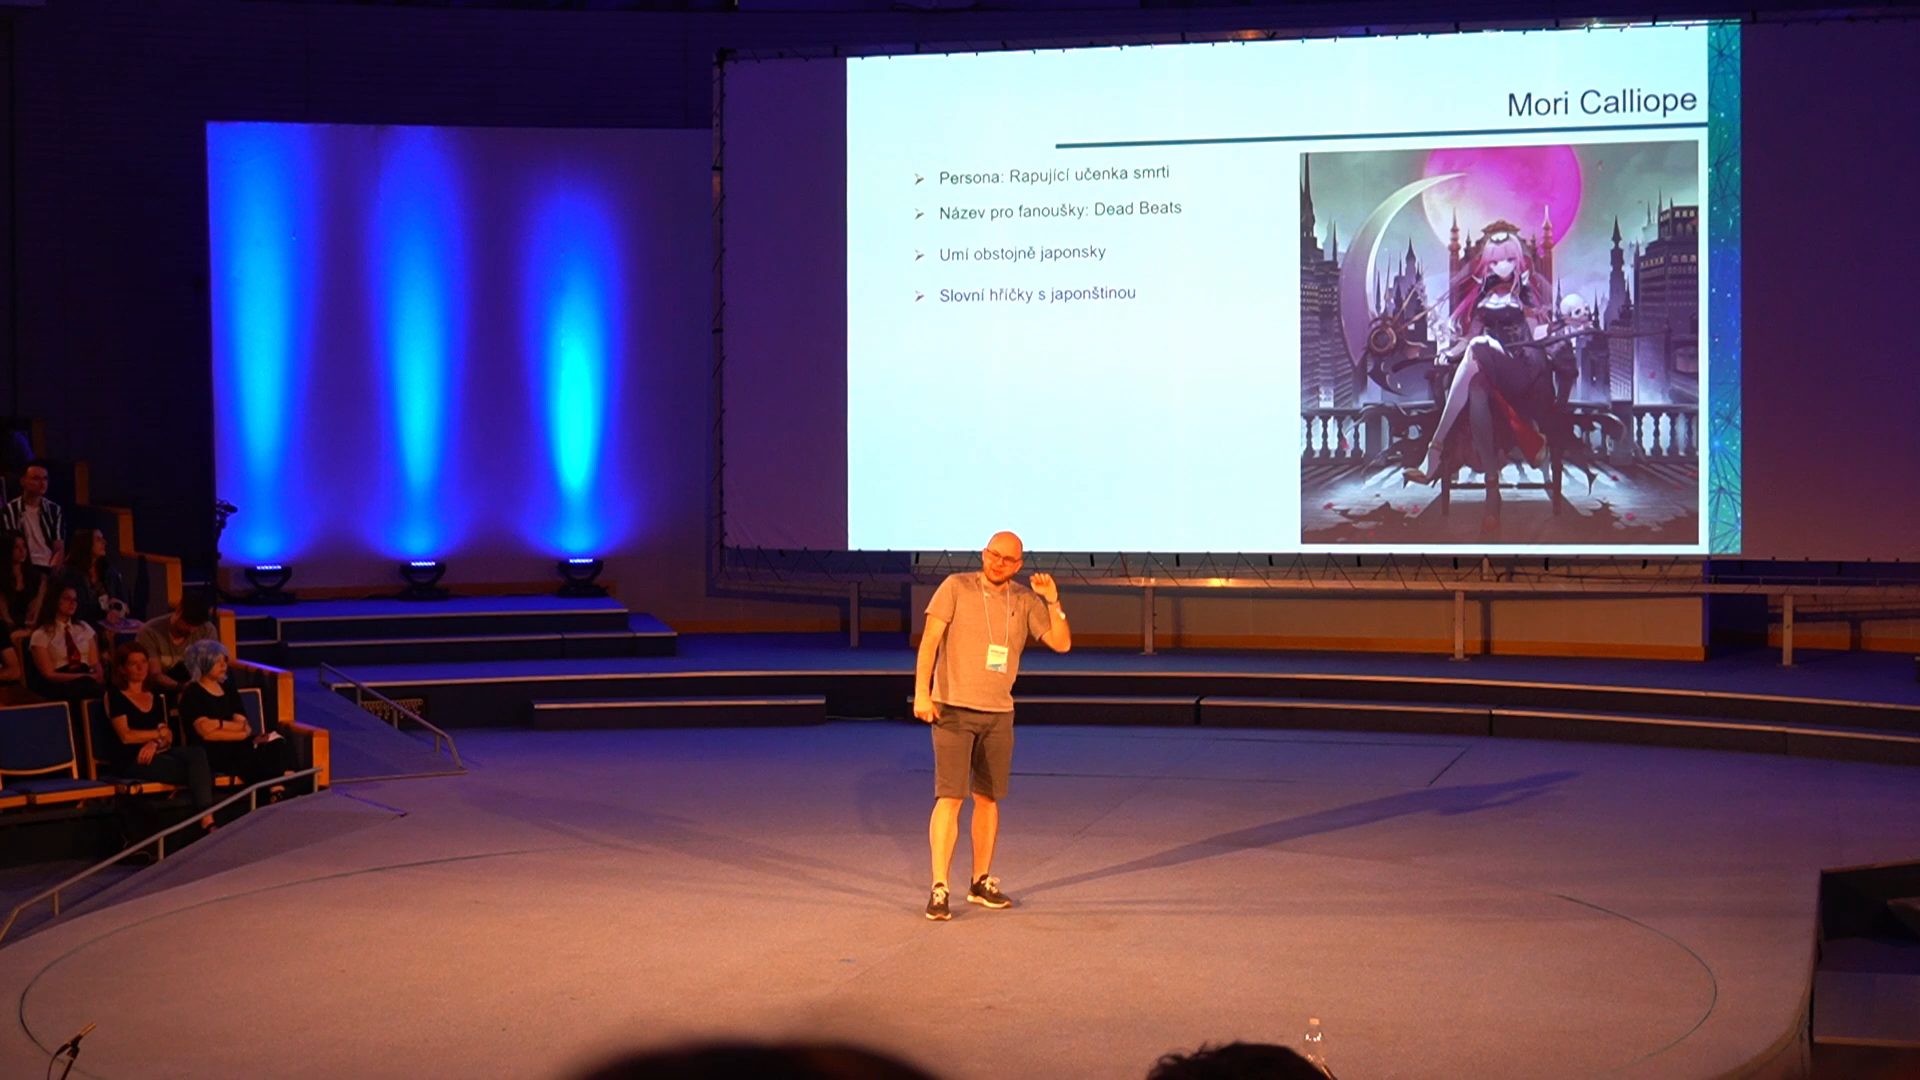 Mori Calliope
Persona: Rapující učenka smrti
Název pro fanoušky: Dead Beats
Umí obstojně japonsky
Slovní hříčky s japonštinou